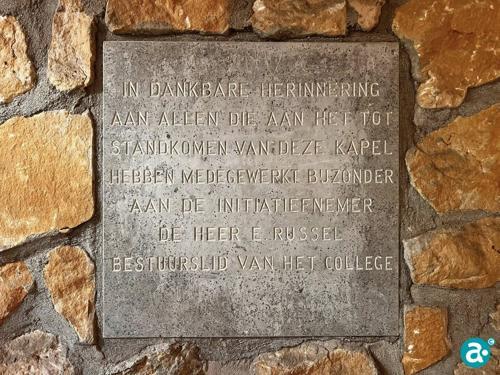 IN DANKBARE HERINNERING
AAN ALLEN DIE AAN HET TOT
STANDKOMEN VAN DEZE KAPEL
HEBBEN MEDEGEWERKT BIJZONDER
AAN DE INITIATIEFNEMER
DE HEER E. RUSSEL
BESTUURSLID VAN HET COLLEGE
a.